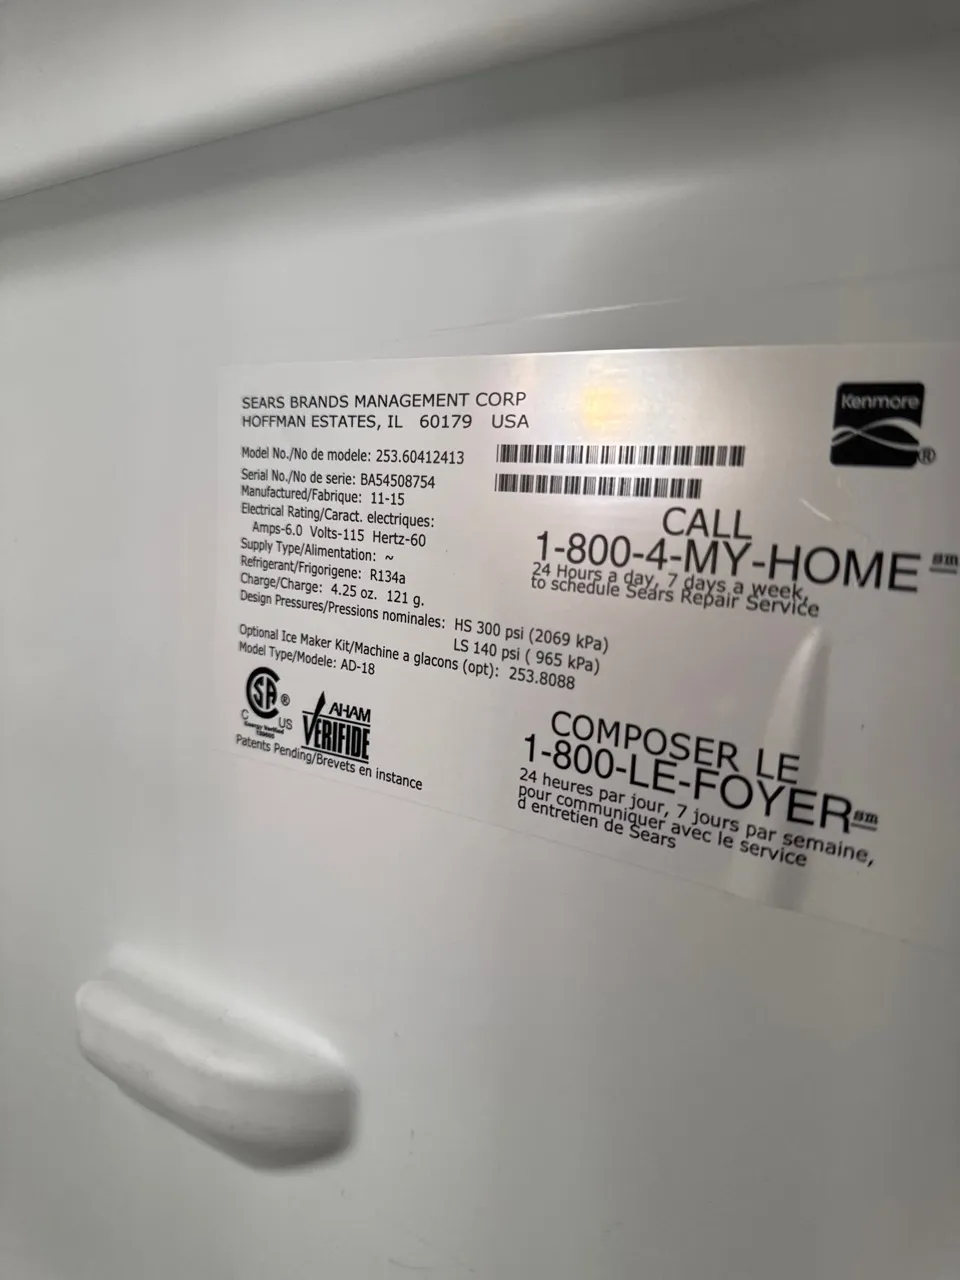 SEARS BRANDS MANAGEMENT CORP
HOFFMAN ESTATES, IL 60179 USA
Kenmore®
Model No./No de modele: 253.60412413
Serial No./No de serie: BA54508754
Manufactured/Fabrique: 11-15
Electrical Rating/Caract. electriques:
Amps-6.0 Volts-115 Hertz-60
Supply Type/Alimentation: ~
Refrigerant/Frigorigene: R134a
Charge/Charge: 4.25 oz. 121 g.
Design Pressures/Pressions nominales: HS 300 psi (2069 kPa)
LS 140 psi ( 965 kPa)
Optional Ice Maker Kit/Machine a glacons (opt): 253.8088
Model Type/Modele: AD-18
CSA®
C US
Energy Verified
AHAM
VERIFIDE
Patents Pending/Brevets en instance
CALL
1-800-4-MY-HOME sm
24 Hours a day, 7 days a week,
to schedule Sears Repair Service
COMPOSER LE
1-800-LE-FOYER sm
24 heures par jour, 7 jours par semaine,
pour communiquer avec le service
d entretien de Sears